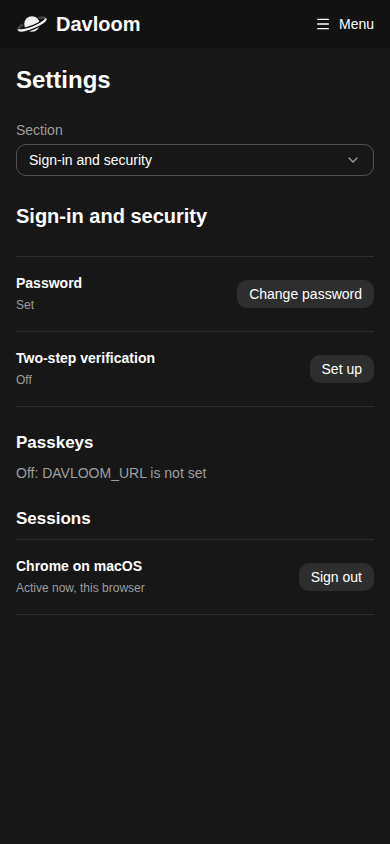 Davloom
Menu
Settings
Section
Sign-in and security
Sign-in and security
Password
Set
Change password
Two-step verification
Off
Set up
Passkeys
Off: DAVLOOM_URL is not set
Sessions
Chrome on macOS
Active now, this browser
Sign out